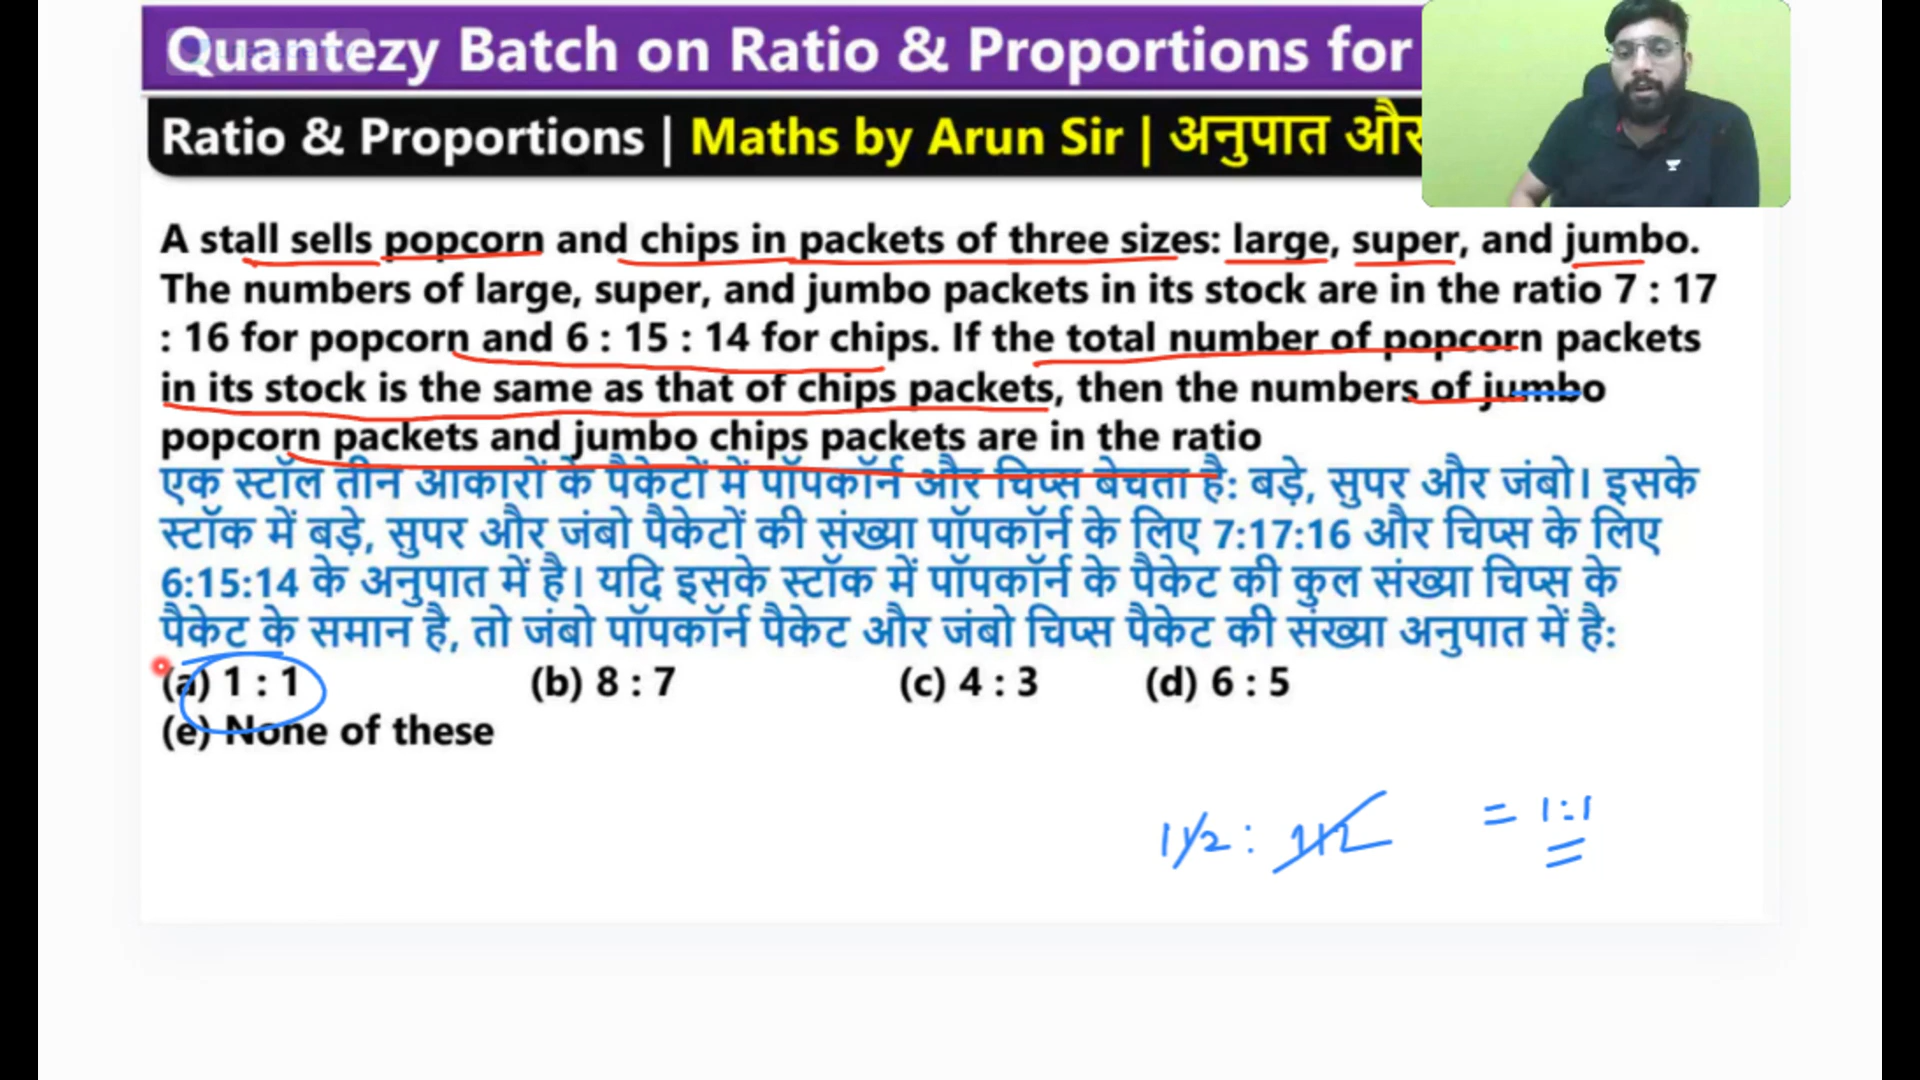 Quantezy Batch on Ratio & Proportions for
Ratio & Proportions | Maths by Arun Sir | अनुपात और
A stall sells popcorn and chips in packets of three sizes: large, super, and jumbo.
The numbers of large, super, and jumbo packets in its stock are in the ratio 7 : 17
: 16 for popcorn and 6 : 15 : 14 for chips. If the total number of popcorn packets
in its stock is the same as that of chips packets, then the numbers of jumbo
popcorn packets and jumbo chips packets are in the ratio
एक स्टॉल तीन आकारों के पैकेटों में पॉपकॉर्न और चिप्स बेचता है: बड़े, सुपर और जंबो। इसके
स्टॉक में बड़े, सुपर और जंबो पैकेटों की संख्या पॉपकॉर्न के लिए 7:17:16 और चिप्स के लिए
6:15:14 के अनुपात में है। यदि इसके स्टॉक में पॉपकॉर्न के पैकेट की कुल संख्या चिप्स के
पैकेट के समान है, तो जंबो पॉपकॉर्न पैकेट और जंबो चिप्स पैकेट की संख्या अनुपात में है:
(a) 1 : 1 (b) 8 : 7 (c) 4 : 3 (d) 6 : 5
(e) None of these
112 : 112 = 1:1